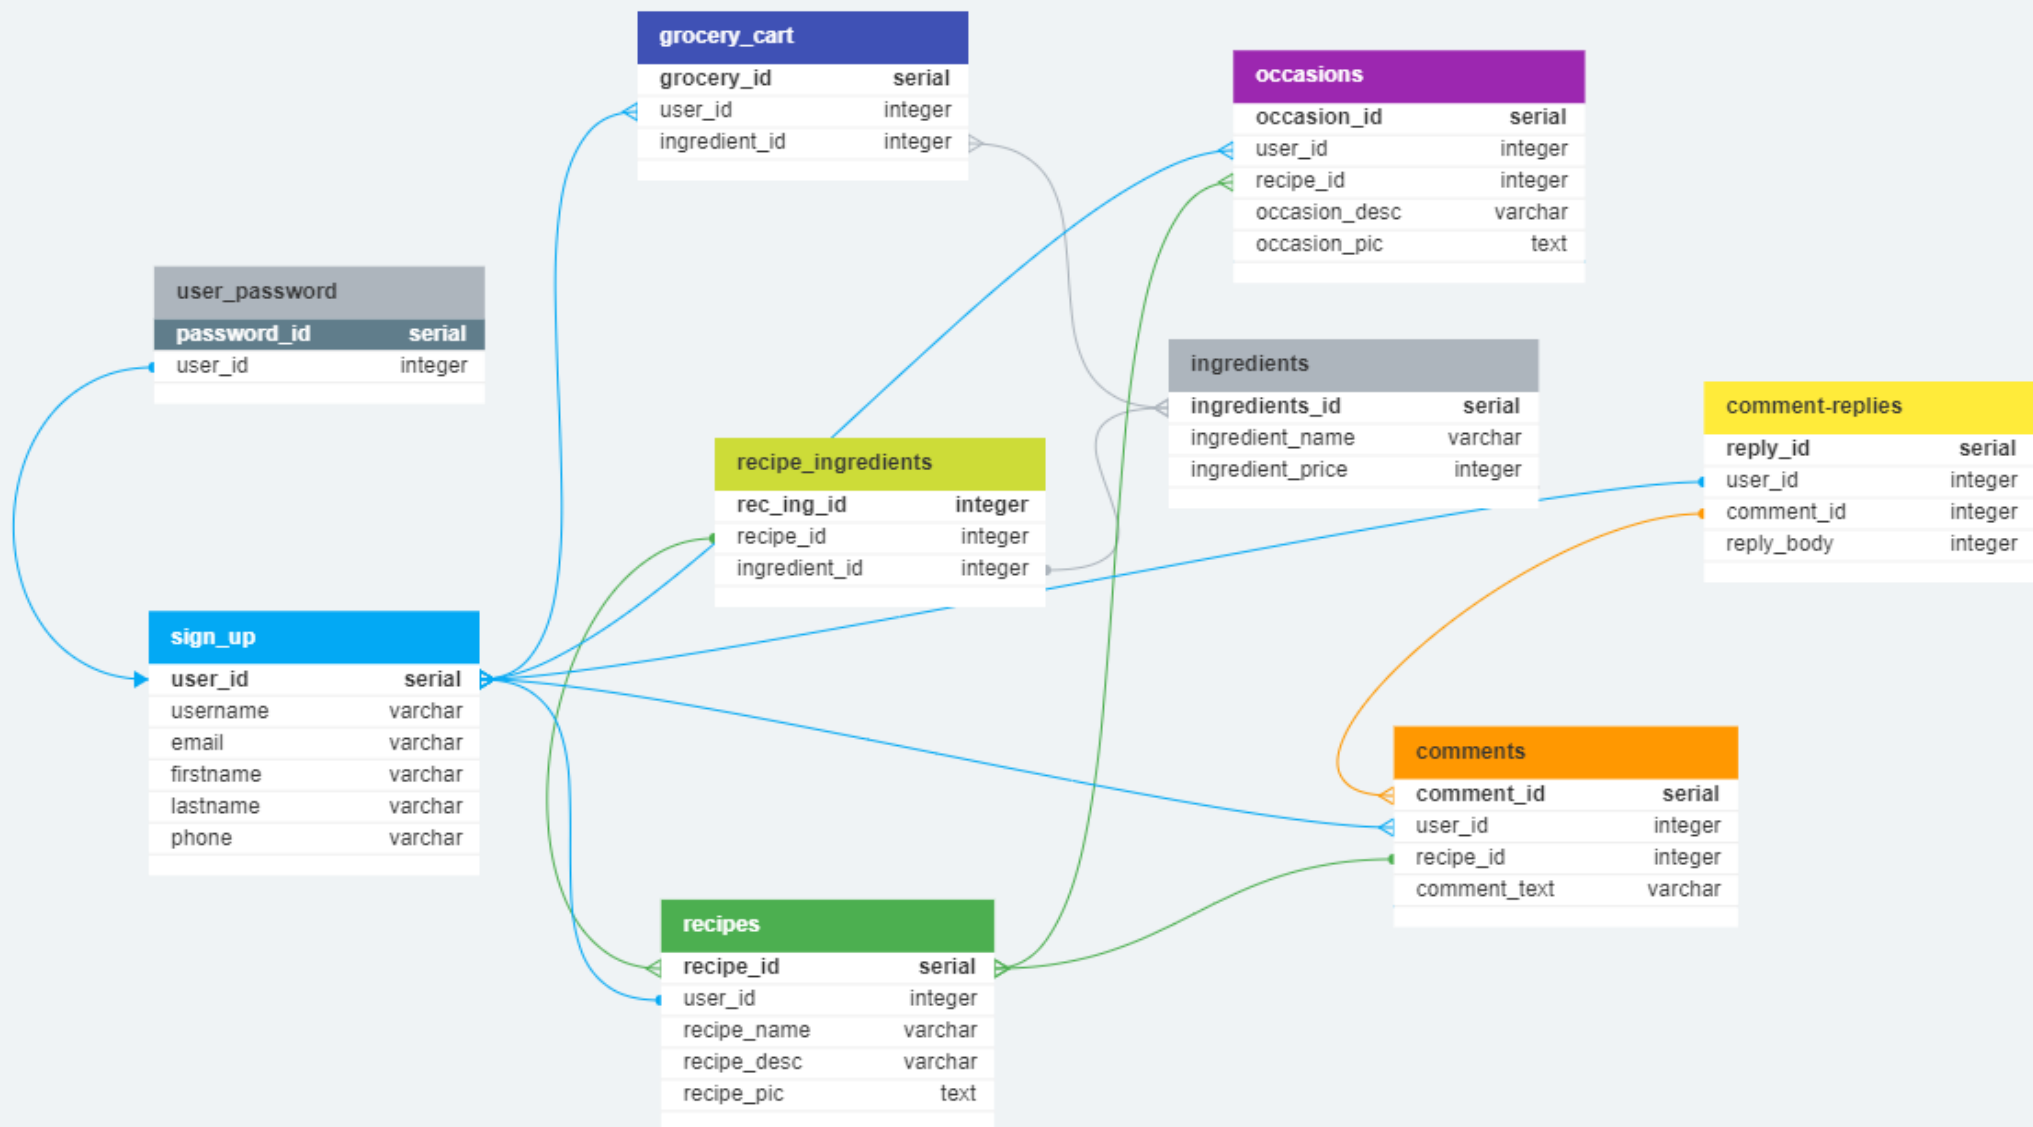 grocery_cart
grocery_id serial
user_id integer
ingredient_id integer
occasions
occasion_id serial
user_id integer
recipe_id integer
occasion_desc varchar
occasion_pic text
user_password
password_id serial
user_id integer
ingredients
ingredients_id serial
ingredient_name varchar
ingredient_price integer
comment-replies
reply_id serial
user_id integer
comment_id integer
reply_body integer
recipe_ingredients
rec_ing_id integer
recipe_id integer
ingredient_id integer
sign_up
user_id serial
username varchar
email varchar
firstname varchar
lastname varchar
phone varchar
comments
comment_id serial
user_id integer
recipe_id integer
comment_text varchar
recipes
recipe_id serial
user_id integer
recipe_name varchar
recipe_desc varchar
recipe_pic text